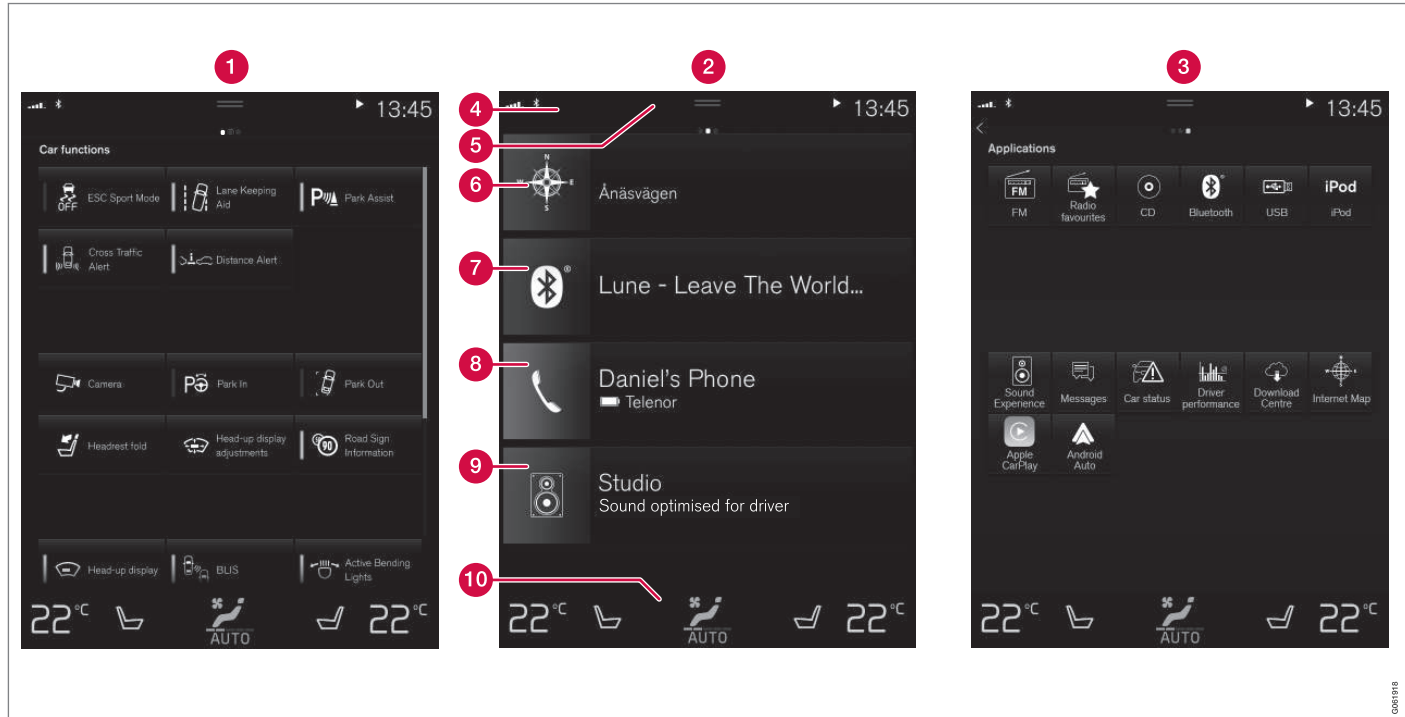 1
2
3
13:45
Car functions
ESC Sport Mode
OFF
Lane Keeping
Aid
P
Park Assist
Cross Traffic
Alert
Distance Alert
Camera
P
Park In
Park Out
Headrest fold
Head-up display
adjustments
90
Road Sign
Information
Head-up display
BLIS
Active Bending
Lights
22°C
AUTO
22°C
4
13:45
5
6
N
W
E
S
Ånäsvägen
7
®
Lune - Leave The World...
8
Daniel's Phone
Telenor
9
Studio
Sound optimised for driver
10
22°C
AUTO
22°C
13:45
Applications
FM
FM
Radio
favourites
CD
Bluetooth
USB
iPod
iPod
Sound
Experience
Messages
Car status
Driver
performance
Download
Centre
Internet Map
Apple
CarPlay
Android
Auto
22°C
AUTO
22°C
G061918